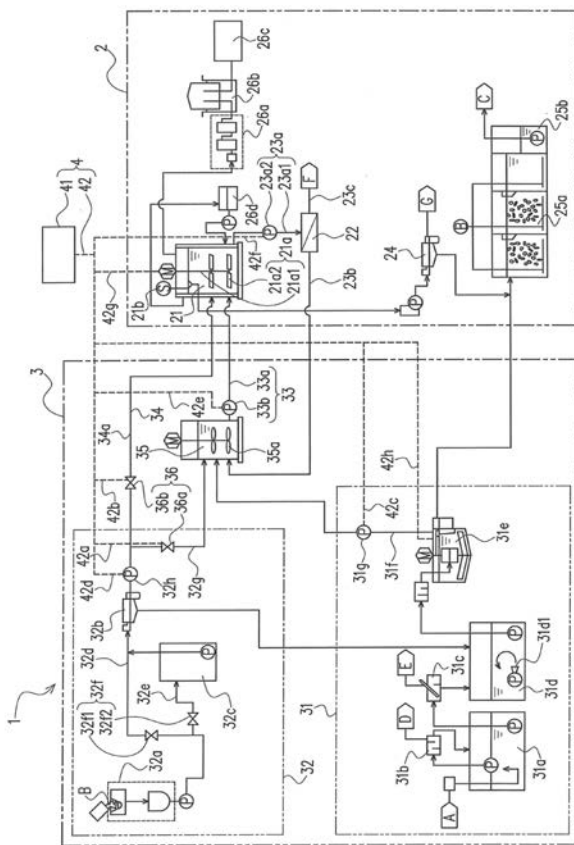 1
3
2
4
41
42
42g
42f
42e
42b
42a
42d
42c
42h
B
32a
32f
32f1
32f2
32d
32e
32c
32b
32h
32g
32
34a
34
36
36b
36a
35
35a
M
33a
33b
33
P
21b
S
M
21
21a
21a1
21a2
26a
26b
26c
26d
23a
23a1
23a2
23b
23c
22
F
24
G
B
C
25a
25b
31
A
31a
31b
D
31c
E
31d
31d1
31e
31f
31g
M
P